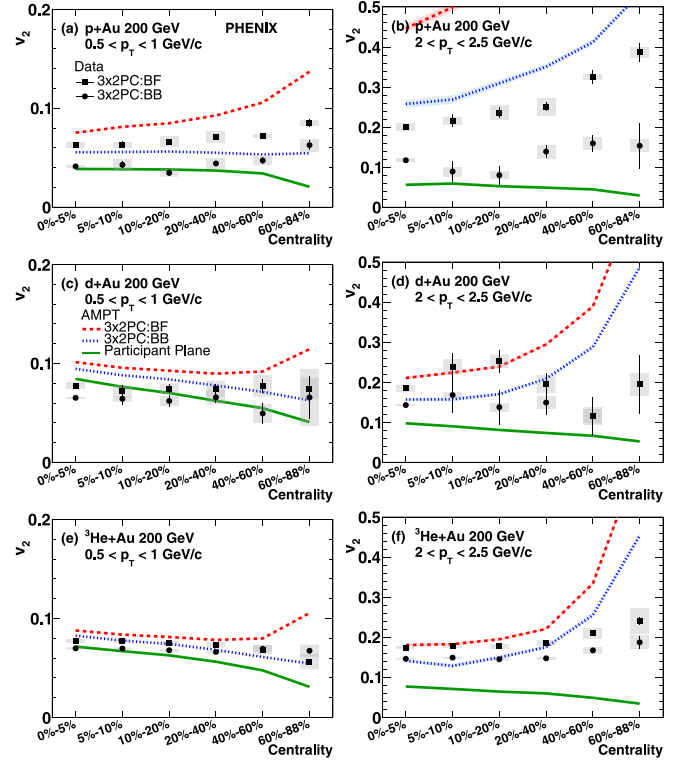 (a) p+Au 200 GeV PHENIX
0.5 < p_T < 1 GeV/c
Data
3x2PC:BF
3x2PC:BB
v_2
0.2
0.1
0
0%-5%
5%-10%
10%-20%
20%-40%
40%-60%
60%-84%
Centrality
(b) p+Au 200 GeV
2 < p_T < 2.5 GeV/c
0.5
0.4
0.3
0.2
0.1
0
0%-5%
5%-10%
10%-20%
20%-40%
40%-60%
60%-84%
Centrality
(c) d+Au 200 GeV
0.5 < p_T < 1 GeV/c
AMPT
3x2PC:BF
3x2PC:BB
Participant Plane
v_2
0.2
0.1
0
0%-5%
5%-10%
10%-20%
20%-40%
40%-60%
60%-88%
Centrality
(d) d+Au 200 GeV
2 < p_T < 2.5 GeV/c
0.5
0.4
0.3
0.2
0.1
0
0%-5%
5%-10%
10%-20%
20%-40%
40%-60%
60%-88%
Centrality
(e) ³He+Au 200 GeV
0.5 < p_T < 1 GeV/c
v_2
0.2
0.1
0
0%-5%
5%-10%
10%-20%
20%-40%
40%-60%
60%-88%
Centrality
(f) ³He+Au 200 GeV
2 < p_T < 2.5 GeV/c
0.5
0.4
0.3
0.2
0.1
0
0%-5%
5%-10%
10%-20%
20%-40%
40%-60%
60%-88%
Centrality